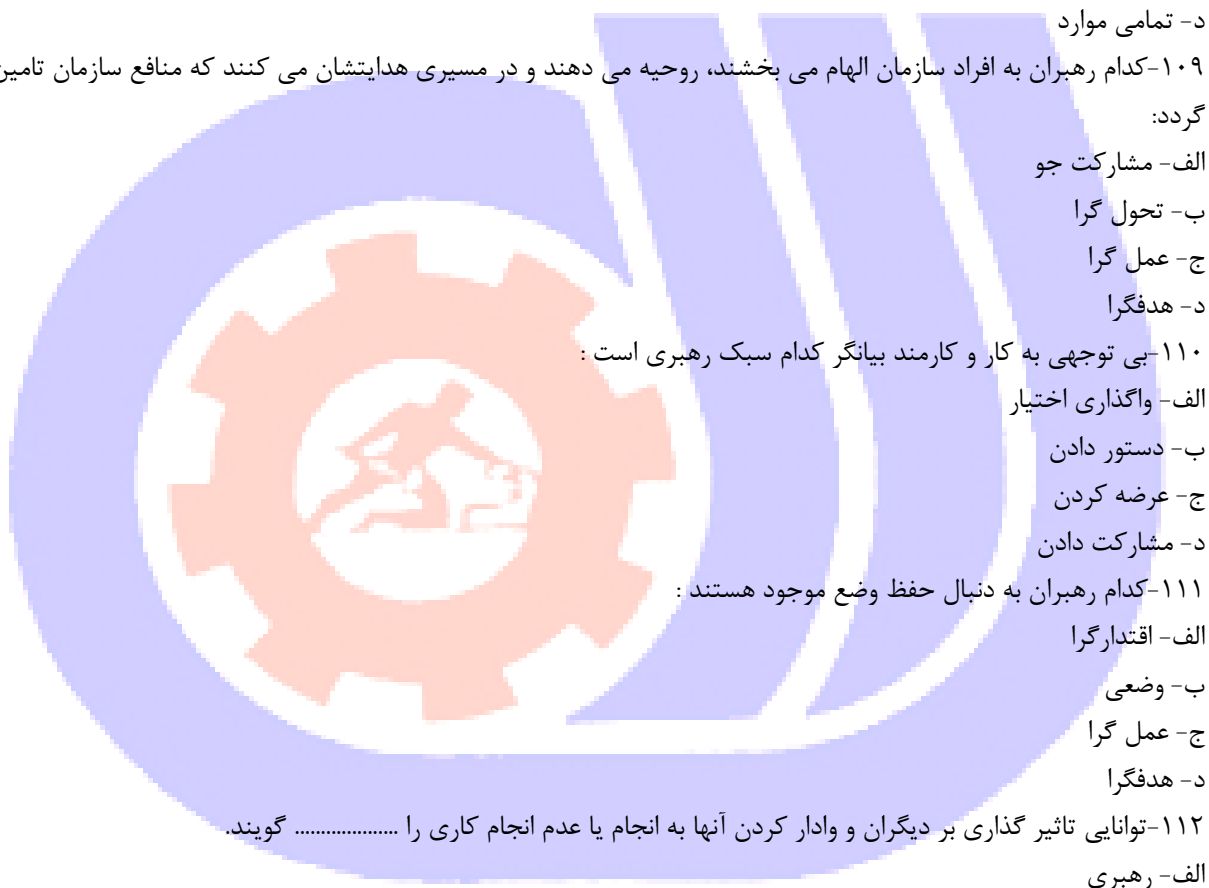 د- تمامی موارد
۱۰۹-کدام رهبران به افراد سازمان الهام می بخشند، روحیه می دهند و در مسیری هدایتشان می کنند که منافع سازمان تامین
گردد:
الف- مشارکت جو
ب- تحول گرا
ج- عمل گرا
د- هدفگرا
۱۱۰-بی توجهی به کار و کارمند بیانگر کدام سبک رهبری است :
الف- واگذاری اختیار
ب- دستور دادن
ج- عرضه کردن
د- مشارکت دادن
۱۱۱-کدام رهبران به دنبال حفظ وضع موجود هستند :
الف- اقتدارگرا
ب- وضعی
ج- عمل گرا
د- هدفگرا
۱۱۲-توانایی تاثیر گذاری بر دیگران و وادار کردن آنها به انجام یا عدم انجام کاری را .................... گویند.
الف- رهبری